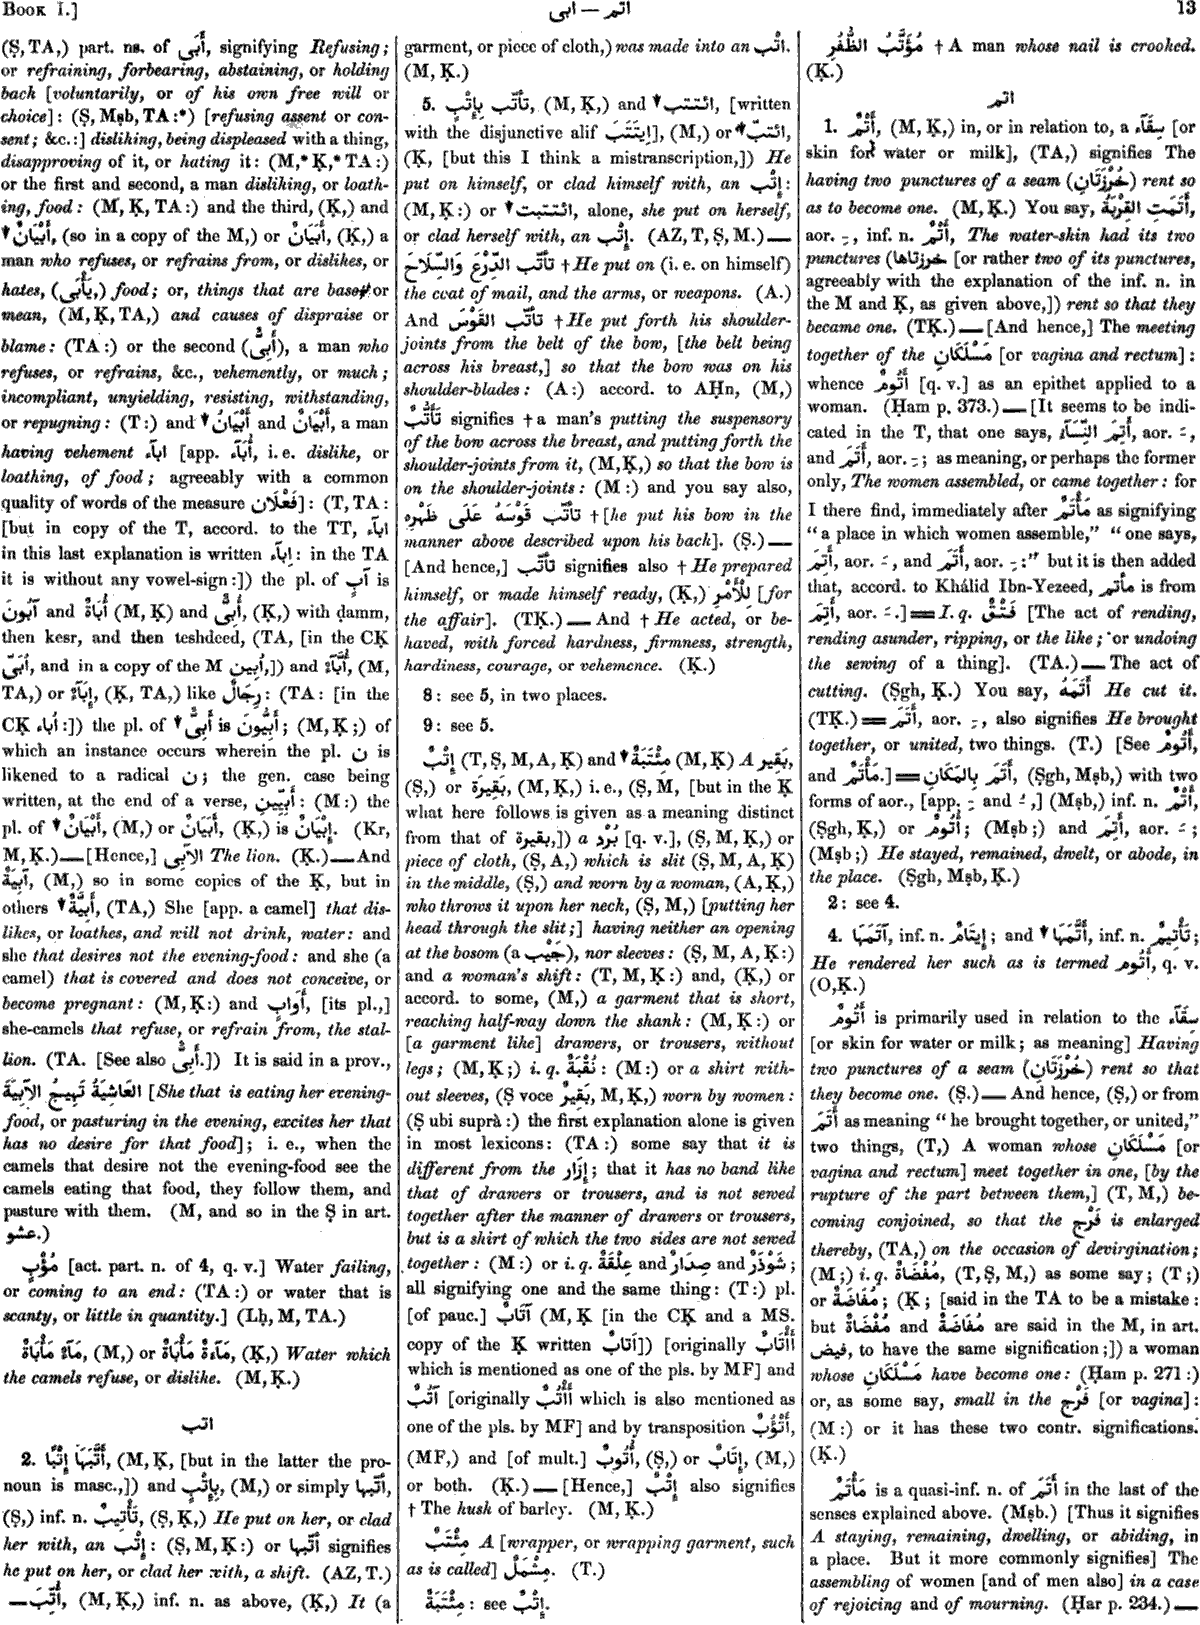 BOOK I.]
اتم — ابى
13
(Ṣ, TA,) part. ns. of أَبَى, signifying Refusing;
or refraining, forbearing, abstaining, or holding
back [voluntarily, or of his own free will or
choice]: (Ṣ, Mṣb, TA:*) [refusing assent or con-
sent; &c.:] disliking, being displeased with a thing,
disapproving of it, or hating it: (M,* Ḳ,* TA:)
or the first and second, a man disliking, or loath-
ing, food: (M, Ḳ, TA:) and the third, (Ḳ,) and
▼ أَبَيَانٌ, (so in a copy of the M,) or أَبَيَانٌ, (Ḳ,) a
man who refuses, or refrains from, or dislikes, or
hates, (يَأْبَى,) food; or, things that are base or
mean, (M, Ḳ, TA,) and causes of dispraise or
blame: (TA:) or the second (أَبِىٌّ), a man who
refuses, or refrains, &c., vehemently, or much;
incompliant, unyielding, resisting, withstanding,
or repugning: (T:) and ▼ أَبْيَانُ and أَبْيَانٌ, a man
having vehement ابآء [app. أَبَآء, i. e. dislike, or
loathing, of food; agreeably with a common
quality of words of the measure فَعْلَان]: (T, TA:
[but in copy of the T, accord. to the TT, ابآء
in this last explanation is written إبآء: in the TA
it is without any vowel-sign:]) the pl. of آبٍ is
آبُونَ and أُبَاةٌ (M, Ḳ) and أُبِىٌّ, (Ḳ,) with ḍamm,
then kesr, and then teshdeed, (TA, [in the CḲ
أُبَىّ, and in a copy of the M أُبِين,]) and أُبَّآءٌ, (M,
TA,) or إِبَآءٌ, (Ḳ, TA,) like رِجَالٌ: (TA: [in the
CḲ اُباء:]) the pl. of ▼ أَبِىٌّ is أَبِيُّونَ; (M, Ḳ;) of
which an instance occurs wherein the pl. ن is
likened to a radical ن; the gen. case being
written, at the end of a verse, أَبِيِّينِ: (M:) the
pl. of ▼ أَبَيَانٌ, (M,) or أَبَيَانٌ, (Ḳ,) is إِبْيَانٌ. (Kr,
M, Ḳ.)—[Hence,] الآبِى The lion. (Ḳ.)—And
آبِيَةٌ, (M,) so in some copies of the Ḳ, but in
others ▼ أَبِيَّةٌ, (TA,) She [app. a camel] that dis-
likes, or loathes, and will not drink, water: and
she that desires not the evening-food: and she (a
camel) that is covered and does not conceive, or
become pregnant: (M, Ḳ:) and أَوَابٍ, [its pl.,]
she-camels that refuse, or refrain from, the stal-
lion. (TA. [See also أَبِىٌّ.]) It is said in a prov.,
العَاشِيَةُ تَهِيجُ الآبِيَةَ [She that is eating her evening-
food, or pasturing in the evening, excites her that
has no desire for that food]; i. e., when the
camels that desire not the evening-food see the
camels eating that food, they follow them, and
pasture with them. (M, and so in the Ṣ in art.
عشو.)
مُؤْبٍ [act. part. n. of 4, q. v.] Water failing,
or coming to an end: (TA:) or water that is
scanty, or little in quantity.] (Lḥ, M, TA.)
مَآءٌ مَأْبَاةٌ, (M,) or مَآءَةٌ مَأْبَاةٌ, (Ḳ,) Water which
the camels refuse, or dislike. (M, Ḳ.)
اتب
2. أَتَّبَهَا إِتْبًا, (M, Ḳ, [but in the latter the pro-
noun is masc.,]) and بِإِتْبٍ, (M,) or simply أَتَّبَهَا,
(Ṣ,) inf. n. تَأْتِيبٌ, (Ṣ, Ḳ,) He put on her, or clad
her with, an إِتْب: (Ṣ, M, Ḳ:) or أَتَّبَهَا signifies
he put on her, or clad her with, a shift. (AZ, T.)
—أُتِّبَ, (M, Ḳ,) inf. n. as above, (Ḳ,) It (a
garment, or piece of cloth,) was made into an إِتْب.
(M, Ḳ.)
5. تَأَتَّبَ بِإِتْبٍ, (M, Ḳ,) and ▼ ائْتَتَبَ, [written
with the disjunctive alif إِيتَتَبَ], (M,) or ▼ ائْتَبَّ,
(Ḳ, [but this I think a mistranscription,]) He
put on himself, or clad himself with, an إِتْب:
(M, Ḳ:) or ▼ ائْتَتَبَتْ, alone, she put on herself,
or clad herself with, an إِتْب. (AZ, T, Ṣ, M.)—
تَأَتَّبَ الدِّرْعَ وَالسِّلَاحَ † He put on (i. e. on himself)
the coat of mail, and the arms, or weapons. (A.)
And تَأَتَّبَ القَوْسَ † He put forth his shoulder-
joints from the belt of the bow, [the belt being
across his breast,] so that the bow was on his
shoulder-blades: (A:) accord. to AḤn, (M,)
تَأَتُّبٌ signifies † a man's putting the suspensory
of the bow across the breast, and putting forth the
shoulder-joints from it, (M, Ḳ,) so that the bow is
on the shoulder-joints: (M:) and you say also,
تَأَتَّبَ قَوْسَهُ عَلَى ظَهْرِهِ † [he put his bow in the
manner above described upon his back]. (Ṣ.)—
[And hence,] تَأَتَّبَ signifies also † He prepared
himself, or made himself ready, (Ḳ,) لِلْأَمْرِ [for
the affair]. (TḲ.)— And † He acted, or be-
haved, with forced hardness, firmness, strength,
hardiness, courage, or vehemence. (Ḳ.)
8: see 5, in two places.
9: see 5.
إِتْبٌ (T, Ṣ, M, A, Ḳ) and ▼ مِئْتَبَةٌ (M, Ḳ) A بَقِير,
(Ṣ,) or بَقِيرَة, (M, Ḳ,) i. e., (Ṣ, M, [but in the Ḳ
what here follows is given as a meaning distinct
from that of بقيرة,]) a بُرْد [q. v.], (Ṣ, M, Ḳ,) or
piece of cloth, (Ṣ, A,) which is slit (Ṣ, M, A, Ḳ)
in the middle, (Ṣ,) and worn by a woman, (A, Ḳ,)
who throws it upon her neck, (Ṣ, M,) [putting her
head through the slit;] having neither an opening
at the bosom (a جَيْب), nor sleeves: (Ṣ, M, A, Ḳ:)
and a woman's shift: (T, M, Ḳ:) and, (Ḳ,) or
accord. to some, (M,) a garment that is short,
reaching half-way down the shank: (M, Ḳ:) or
[a garment like] drawers, or trousers, without
legs; (M, Ḳ;) i. q. نُقْبَةٌ: (M:) or a shirt with-
out sleeves, (Ṣ voce بَقِيرٌ, M, Ḳ,) worn by women:
(Ṣ ubi suprà:) the first explanation alone is given
in most lexicons: (TA:) some say that it is
different from the إِزَار; that it has no band like
that of drawers or trousers, and is not sewed
together after the manner of drawers or trousers,
but is a shirt of which the two sides are not sewed
together: (M:) or i. q. عِلْقَةٌ and صِدَارٌ and شَوْذَرٌ;
all signifying one and the same thing: (T:) pl.
[of pauc.] آتَابٌ (M, Ḳ [in the CḲ and a MS.
copy of the Ḳ written اَتابٌ]) [originally أَأْتَابٌ
which is mentioned as one of the pls. by MF] and
آتُبٌ [originally أَأْتُبٌ which is also mentioned as
one of the pls. by MF] and by transposition أَتْؤُبٌ,
(MF,) and [of mult.] أُتُوبٌ, (Ṣ,) or إِتَابٌ, (M,)
or both. (Ḳ.)—[Hence,] إِتْبٌ also signifies
† The husk of barley. (M, Ḳ.)
مِئْتَبٌ A [wrapper, or wrapping garment, such
as is called] مِشْمَلٌ. (T.)
مِئْتَبَةٌ: see إِتْبٌ.
مُؤَتَّبُ الظُّفُرِ † A man whose nail is crooked.
(Ḳ.)
اتم
1. أَتْمٌ, (M, Ḳ,) in, or in relation to, a سِقَآء [or
skin for water or milk], (TA,) signifies The
having two punctures of a seam (خُرْزَتَانِ) rent so
as to become one. (M, Ḳ.) You say, أَتَمَتِ القِرْبَةُ,
aor. ـِ, inf. n. أَتْمٌ, The water-skin had its two
punctures (خرزتاها [or rather two of its punctures,
agreeably with the explanation of the inf. n. in
the M and Ḳ, as given above,]) rent so that they
became one. (TḲ.)—[And hence,] The meeting
together of the مَسْلَكَانِ [or vagina and rectum]:
whence أَتُومٌ [q. v.] as an epithet applied to a
woman. (Ḥam p. 373.)—[It seems to be indi-
cated in the T, that one says, أَتِمَ النِّسَآءُ, aor. ـَ,
and أَتَمَ, aor. ـِ; as meaning, or perhaps the former
only, The women assembled, or came together: for
I there find, immediately after مَأْتَمٌ as signifying
"a place in which women assemble," "one says,
أَتِمَ, aor. ـَ, and أَتَمَ, aor. ـِ:" but it is then added
that, accord. to Khálid Ibn-Yezeed, مأتم is from
أَتِمَ, aor. ـَ.]═I. q. فَتْقٌ [The act of rending,
rending asunder, ripping, or the like; or undoing
the sewing of a thing]. (TA.)—The act of
cutting. (Ṣgh, Ḳ.) You say, أَتَمَهُ He cut it.
(TḲ.)═أَتَمَ, aor. ـِ, also signifies He brought
together, or united, two things. (T.) [See أَتُومٌ,
and مَأْتَمٌ.]═أَتَمَ بِالمَكَانِ, (Ṣgh, Mṣb,) with two
forms of aor., [app. ـِ and ـُ,] (Mṣb,) inf. n. أَتْمٌ,
(Ṣgh, Ḳ,) or أُتُومٌ; (Mṣb;) and أَتِمَ, aor. ـَ;
(Mṣb;) He stayed, remained, dwelt, or abode, in
the place. (Ṣgh, Mṣb, Ḳ.)
2: see 4.
4. آتَمَهَا, inf. n. إِيتَامٌ; and ▼ أَتَّمَهَا, inf. n. تَأْتِيمٌ;
He rendered her such as is termed أَتُوم, q. v.
(O, Ḳ.)
أَتُومٌ is primarily used in relation to the سِقَآء
[or skin for water or milk; as meaning] Having
two punctures of a seam (خُرْزَتَانِ) rent so that
they become one. (Ṣ.)—And hence, (Ṣ,) or from
أَتَمَ as meaning "he brought together, or united,"
two things, (T,) A woman whose مَسْلَكَانِ [or
vagina and rectum] meet together in one, [by the
rupture of the part between them,] (T, M,) be-
coming conjoined, so that the فَرْج is enlarged
thereby, (TA,) on the occasion of devirgination;
(M;) i. q. مُفْضَاةٌ, (T, Ṣ, M,) as some say; (T;)
or مُفَاضَةٌ; (Ḳ; [said in the TA to be a mistake:
but مُفْضَاةٌ and مُفَاضَةٌ are said in the M, in art.
فيض, to have the same signification;]) a woman
whose مَسْلَكَانِ have become one: (Ḥam p. 271:)
or, as some say, small in the فَرْج [or vagina]:
(M:) or it has these two contr. significations.
(Ḳ.)
مَأْتَمٌ is a quasi-inf. n. of أَتَمَ in the last of the
senses explained above. (Mṣb.) [Thus it signifies
A staying, remaining, dwelling, or abiding, in
a place. But it more commonly signifies] The
assembling of women [and of men also] in a case
of rejoicing and of mourning. (Ḥar p. 234.)—